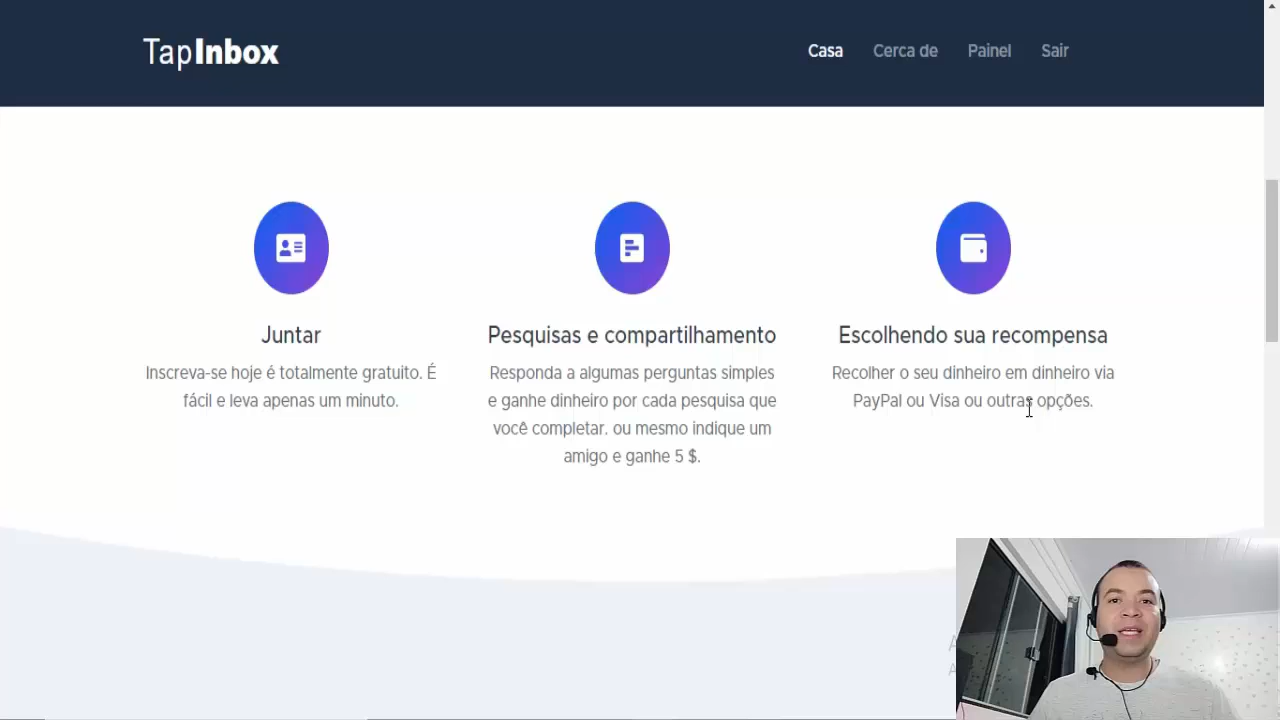 TapInbox
Casa Cerca de Painel Sair
Juntar
Inscreva-se hoje é totalmente gratuito. É
fácil e leva apenas um minuto.
Pesquisas e compartilhamento
Responda a algumas perguntas simples
e ganhe dinheiro por cada pesquisa que
você completar. ou mesmo indique um
amigo e ganhe 5 $.
Escolhendo sua recompensa
Recolher o seu dinheiro em dinheiro via
PayPal ou Visa ou outras opções.